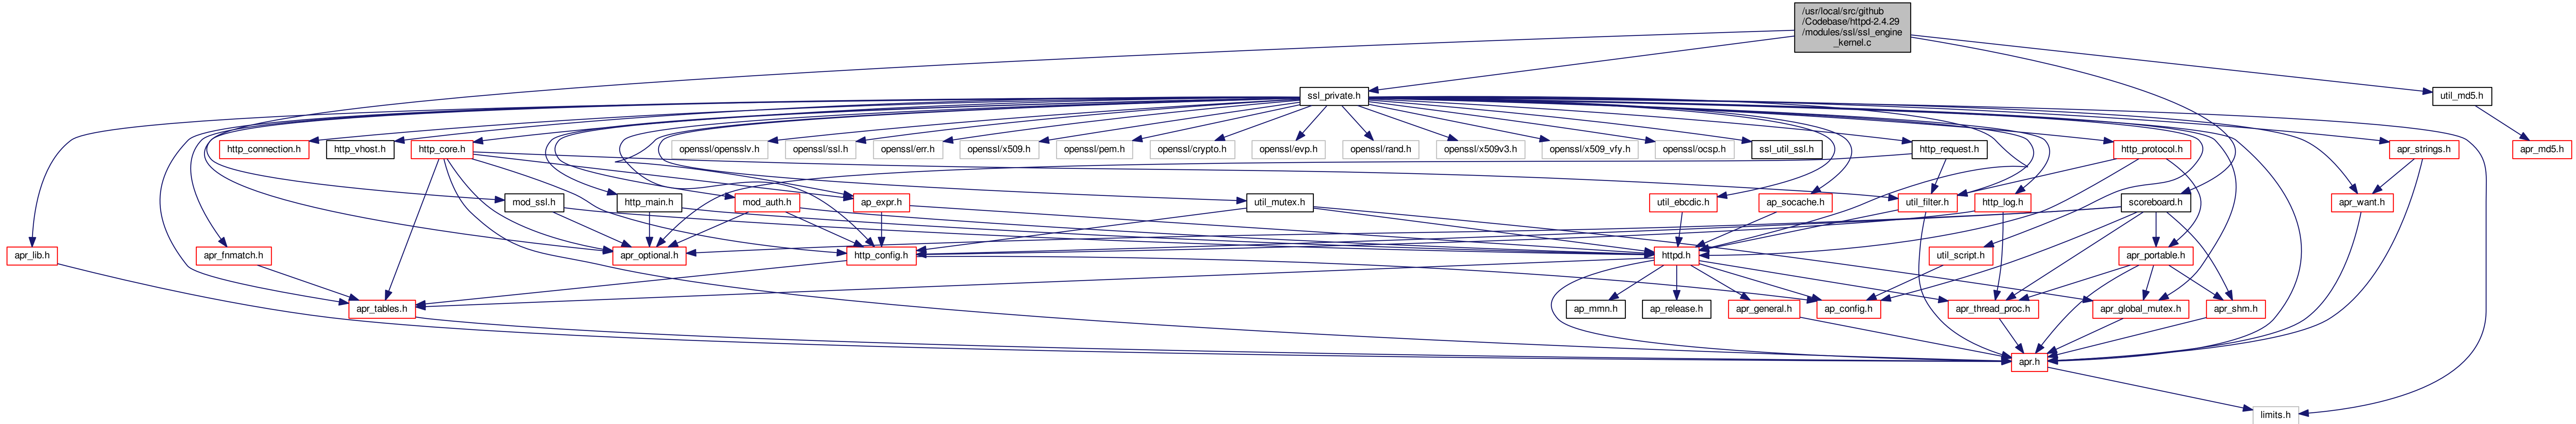 /usr/local/src/github
/Codebase/httpd-2.4.29
/modules/ssl/ssl_engine
_kernel.c
ssl_private.h
util_md5.h
http_connection.h
http_vhost.h
http_core.h
openssl/opensslv.h
openssl/ssl.h
openssl/err.h
openssl/x509.h
openssl/pem.h
openssl/crypto.h
openssl/evp.h
openssl/rand.h
openssl/x509v3.h
openssl/x509_vfy.h
openssl/ocsp.h
ssl_util_ssl.h
http_request.h
http_protocol.h
apr_strings.h
apr_md5.h
mod_ssl.h
http_main.h
mod_auth.h
ap_expr.h
util_mutex.h
util_ebcdic.h
ap_socache.h
util_filter.h
http_log.h
scoreboard.h
apr_want.h
apr_lib.h
apr_fnmatch.h
apr_optional.h
http_config.h
httpd.h
util_script.h
apr_portable.h
apr_tables.h
ap_mmn.h
ap_release.h
apr_general.h
ap_config.h
apr_thread_proc.h
apr_global_mutex.h
apr_shm.h
apr.h
limits.h